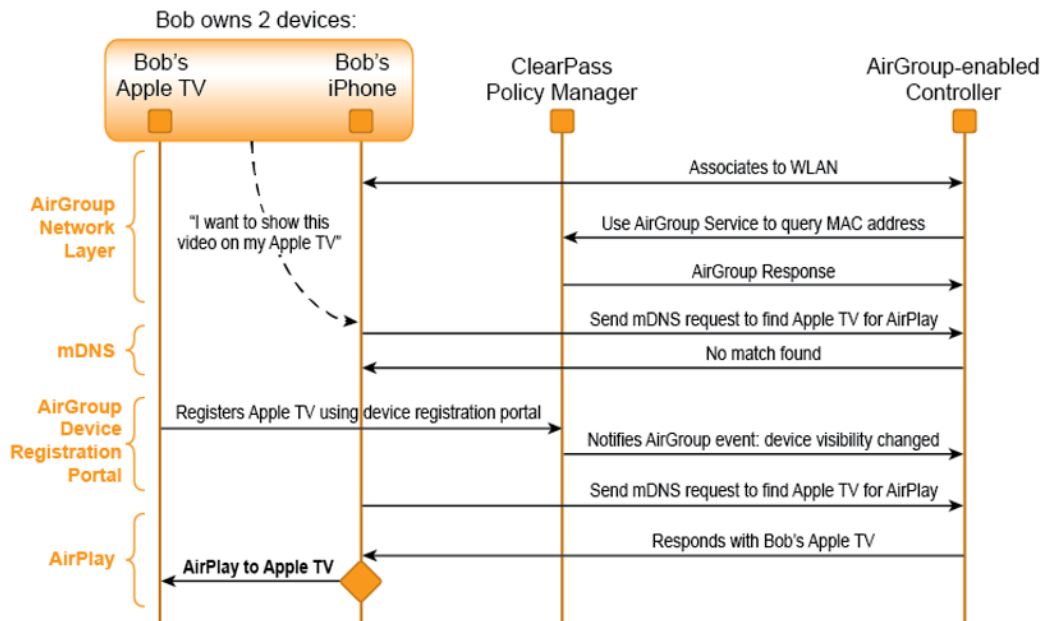 Bob owns 2 devices:
Bob's
Apple TV
Bob's
iPhone
ClearPass
Policy Manager
AirGroup-enabled
Controller
AirGroup
Network
Layer
Associates to WLAN
“I want to show this
video on my Apple TV”
Use AirGroup Service to query MAC address
AirGroup Response
Send mDNS request to find Apple TV for AirPlay
mDNS
No match found
AirGroup
Device
Registration
Portal
Registers Apple TV using device registration portal
Notifies AirGroup event: device visibility changed
Send mDNS request to find Apple TV for AirPlay
AirPlay
Responds with Bob's Apple TV
AirPlay to Apple TV